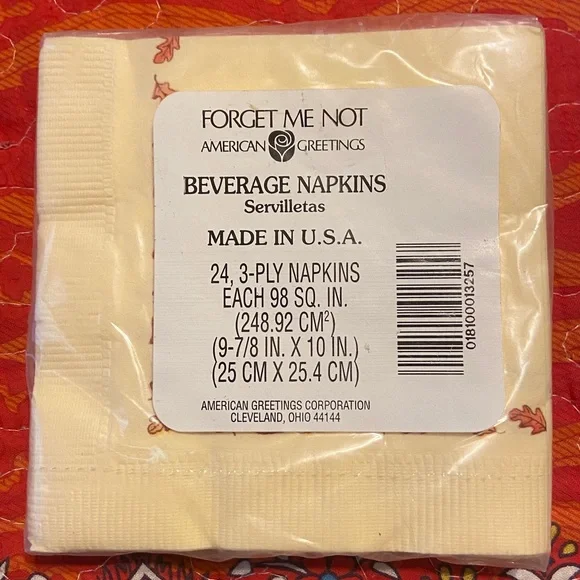 FORGET ME NOT
AMERICAN GREETINGS
BEVERAGE NAPKINS
Servilletas
MADE IN U.S.A.
24, 3-PLY NAPKINS
EACH 98 SQ. IN.
(248.92 CM²)
(9-7/8 IN. X 10 IN.)
(25 CM X 25.4 CM)
AMERICAN GREETINGS CORPORATION
CLEVELAND, OHIO 44144
018100013257